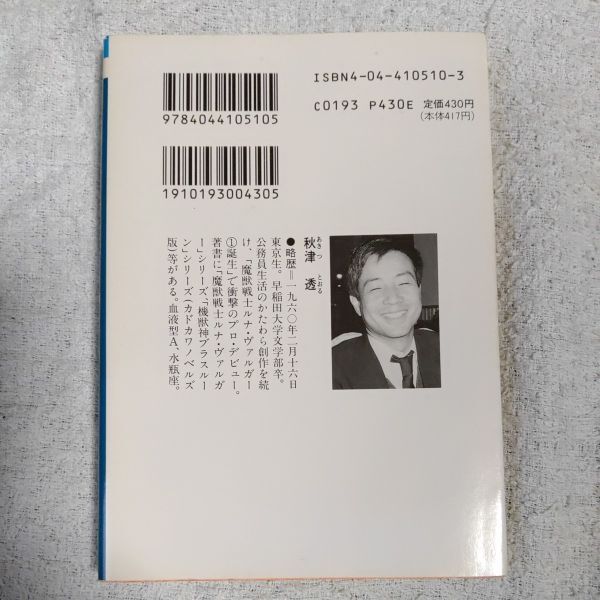 ISBN4-04-410510-3
C0193 P430E 定価430円
(本体417円)
9784044105105
1910193004305
あきつ とおる
秋津 透
●略歴=一九六〇年二月十六日
東京生。早稲田大学文学部卒。
公務員生活のかたわら創作を続
け、「魔獣戦士ルナ・ヴァルガー
①誕生」で衝撃のプロ・デビュー。
著書に「魔獣戦士ルナ・ヴァルガ
ー」シリーズ、「機獣神ブラスルー
ン」シリーズ(カドカワノベルズ
版)等がある。血液型A、水瓶座。